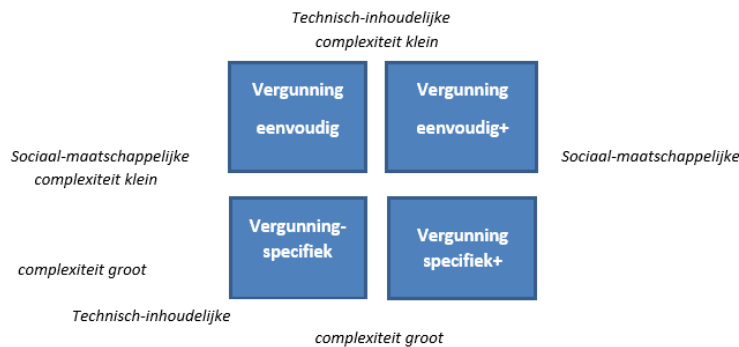 Technisch-inhoudelijke
complexiteit klein
Vergunning
eenvoudig
Vergunning
eenvoudig+
Sociaal-maatschappelijke
complexiteit klein
Sociaal-maatschappelijke
Vergunning-
specifiek
Vergunning
specifiek+
complexiteit groot
Technisch-inhoudelijke
complexiteit groot